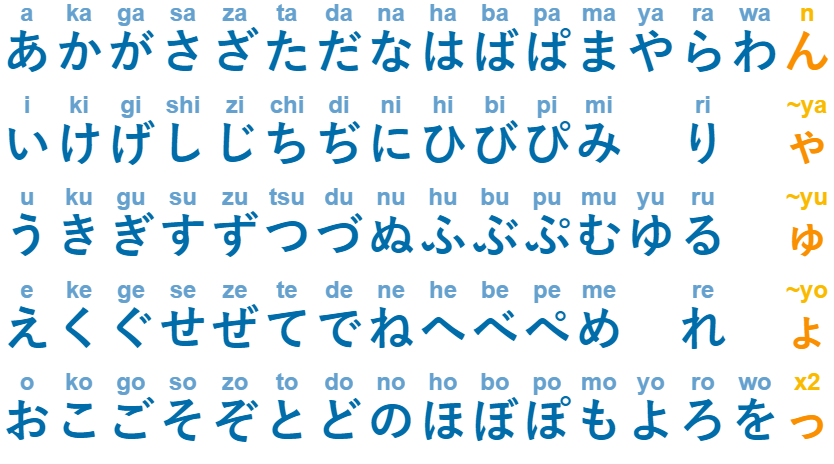 a ka ga sa za ta da na ha ba pa ma ya ra wa n
あ か が さ ざ た だ な は ば ぱ ま や ら わ ん
i ki gi shi zi chi di ni hi bi pi mi ri ~ya
い け げ し じ ち ぢ に ひ び ぴ み り ゃ
u ku gu su zu tsu du nu hu bu pu mu yu ru ~yu
う き ぎ す ず つ づ ぬ ふ ぶ ぷ む ゆ る ゅ
e ke ge se ze te de ne he be pe me re ~yo
え く ぐ せ ぜ て で ね へ べ ぺ め れ ょ
o ko go so zo to do no ho bo po mo yo ro wo x2
お こ ご そ ぞ と ど の ほ ぼ ぽ も よ ろ を っ